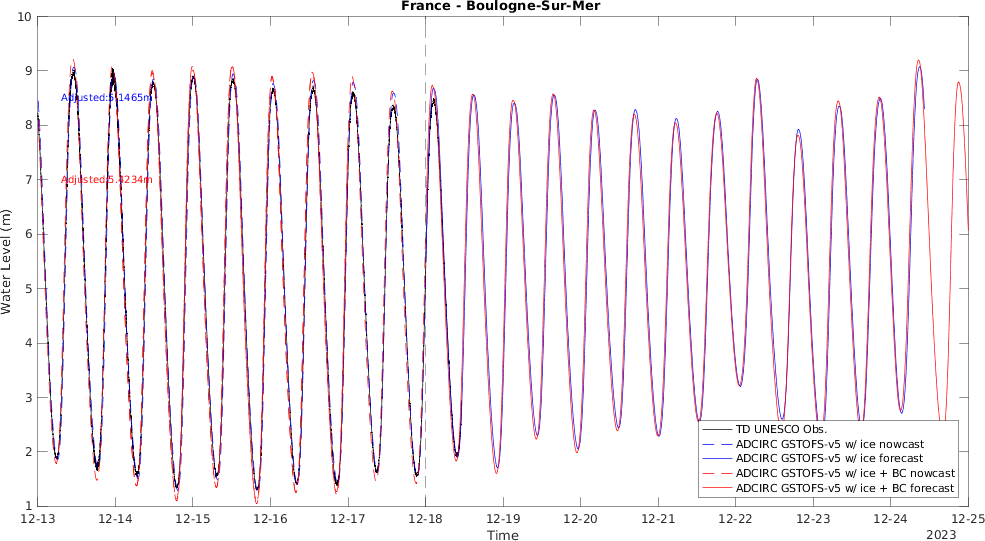 France - Boulogne-Sur-Mer
10
9
8
7
6
5
4
3
2
1
Water Level (m)
Adjusted:5.1465m
Adjusted:5.4234m
TD UNESCO Obs.
ADCIRC GSTOFS-v5 w/ ice nowcast
ADCIRC GSTOFS-v5 w/ ice forecast
ADCIRC GSTOFS-v5 w/ ice + BC nowcast
ADCIRC GSTOFS-v5 w/ ice + BC forecast
12-13 12-14 12-15 12-16 12-17 12-18 12-19 12-20 12-21 12-22 12-23 12-24 12-25
Time
2023